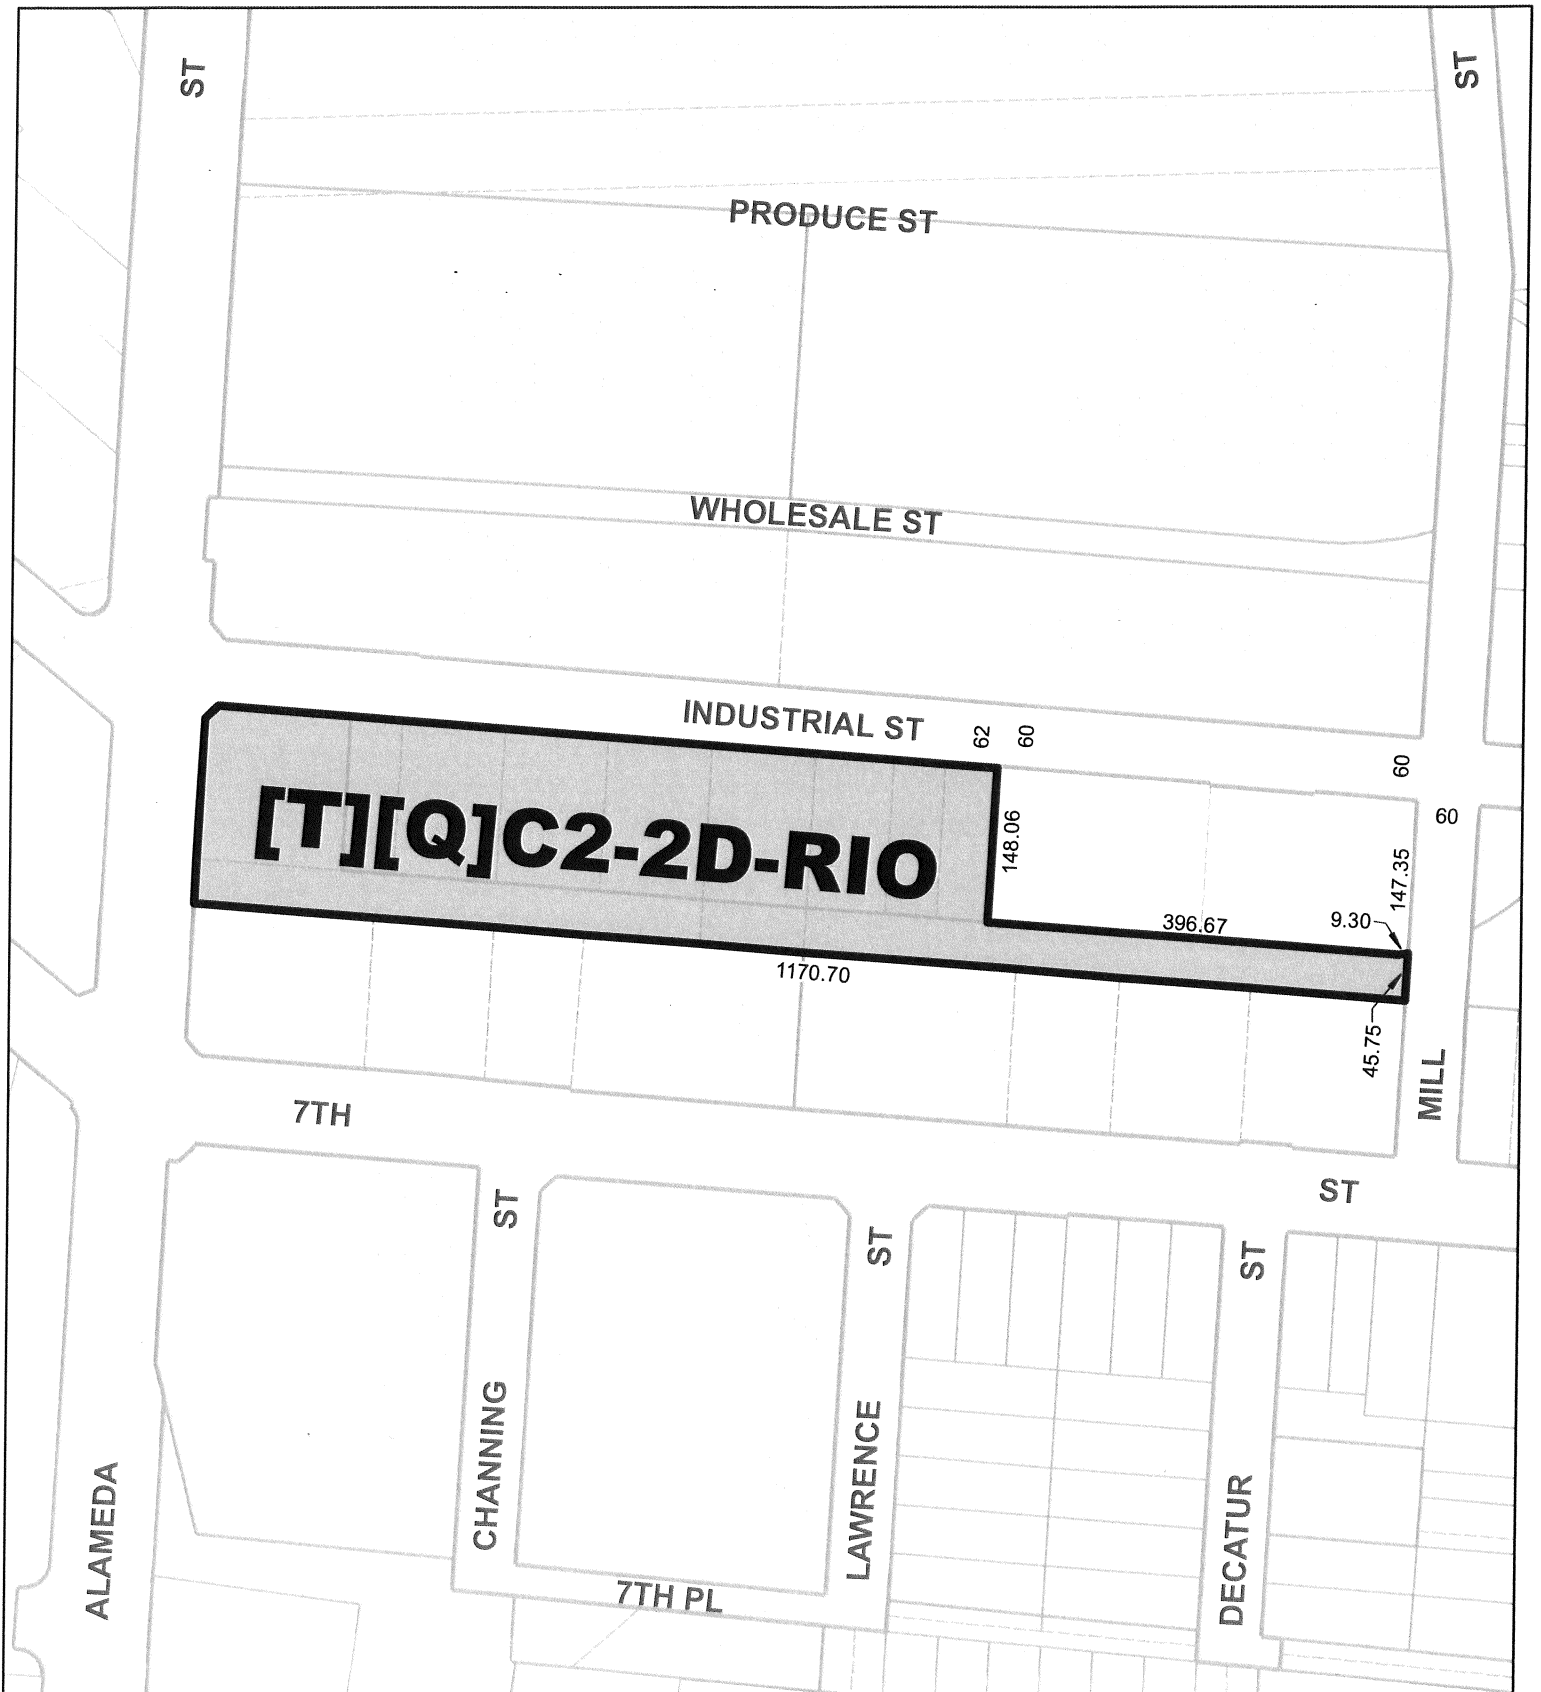 ST
ST
PRODUCE ST
WHOLESALE ST
INDUSTRIAL ST
62
60
60
60
[T][Q]C2-2D-RIO
148.06
147.35
396.67
9.30
1170.70
45.75
MILL
7TH
ST
ST
ST
ST
CHANNING
LAWRENCE
ALAMEDA
DECATUR
7TH PL